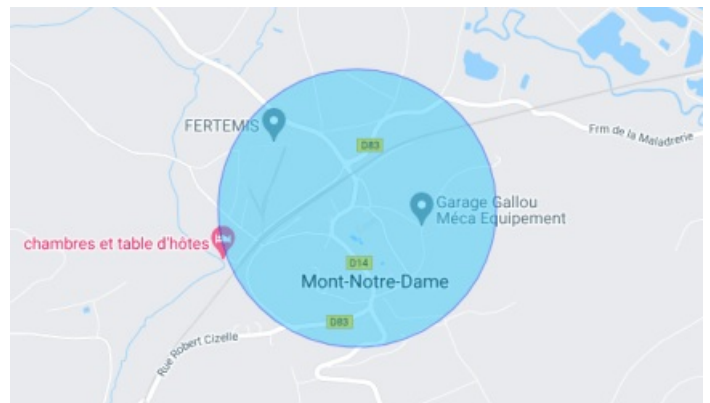 FERTEMIS
D83
Frm de la Maladrerie
Garage Gallou
Méca Equipement
chambres et table d'hôtes
D14
Mont-Notre-Dame
D83
Rue Robert Cizelle